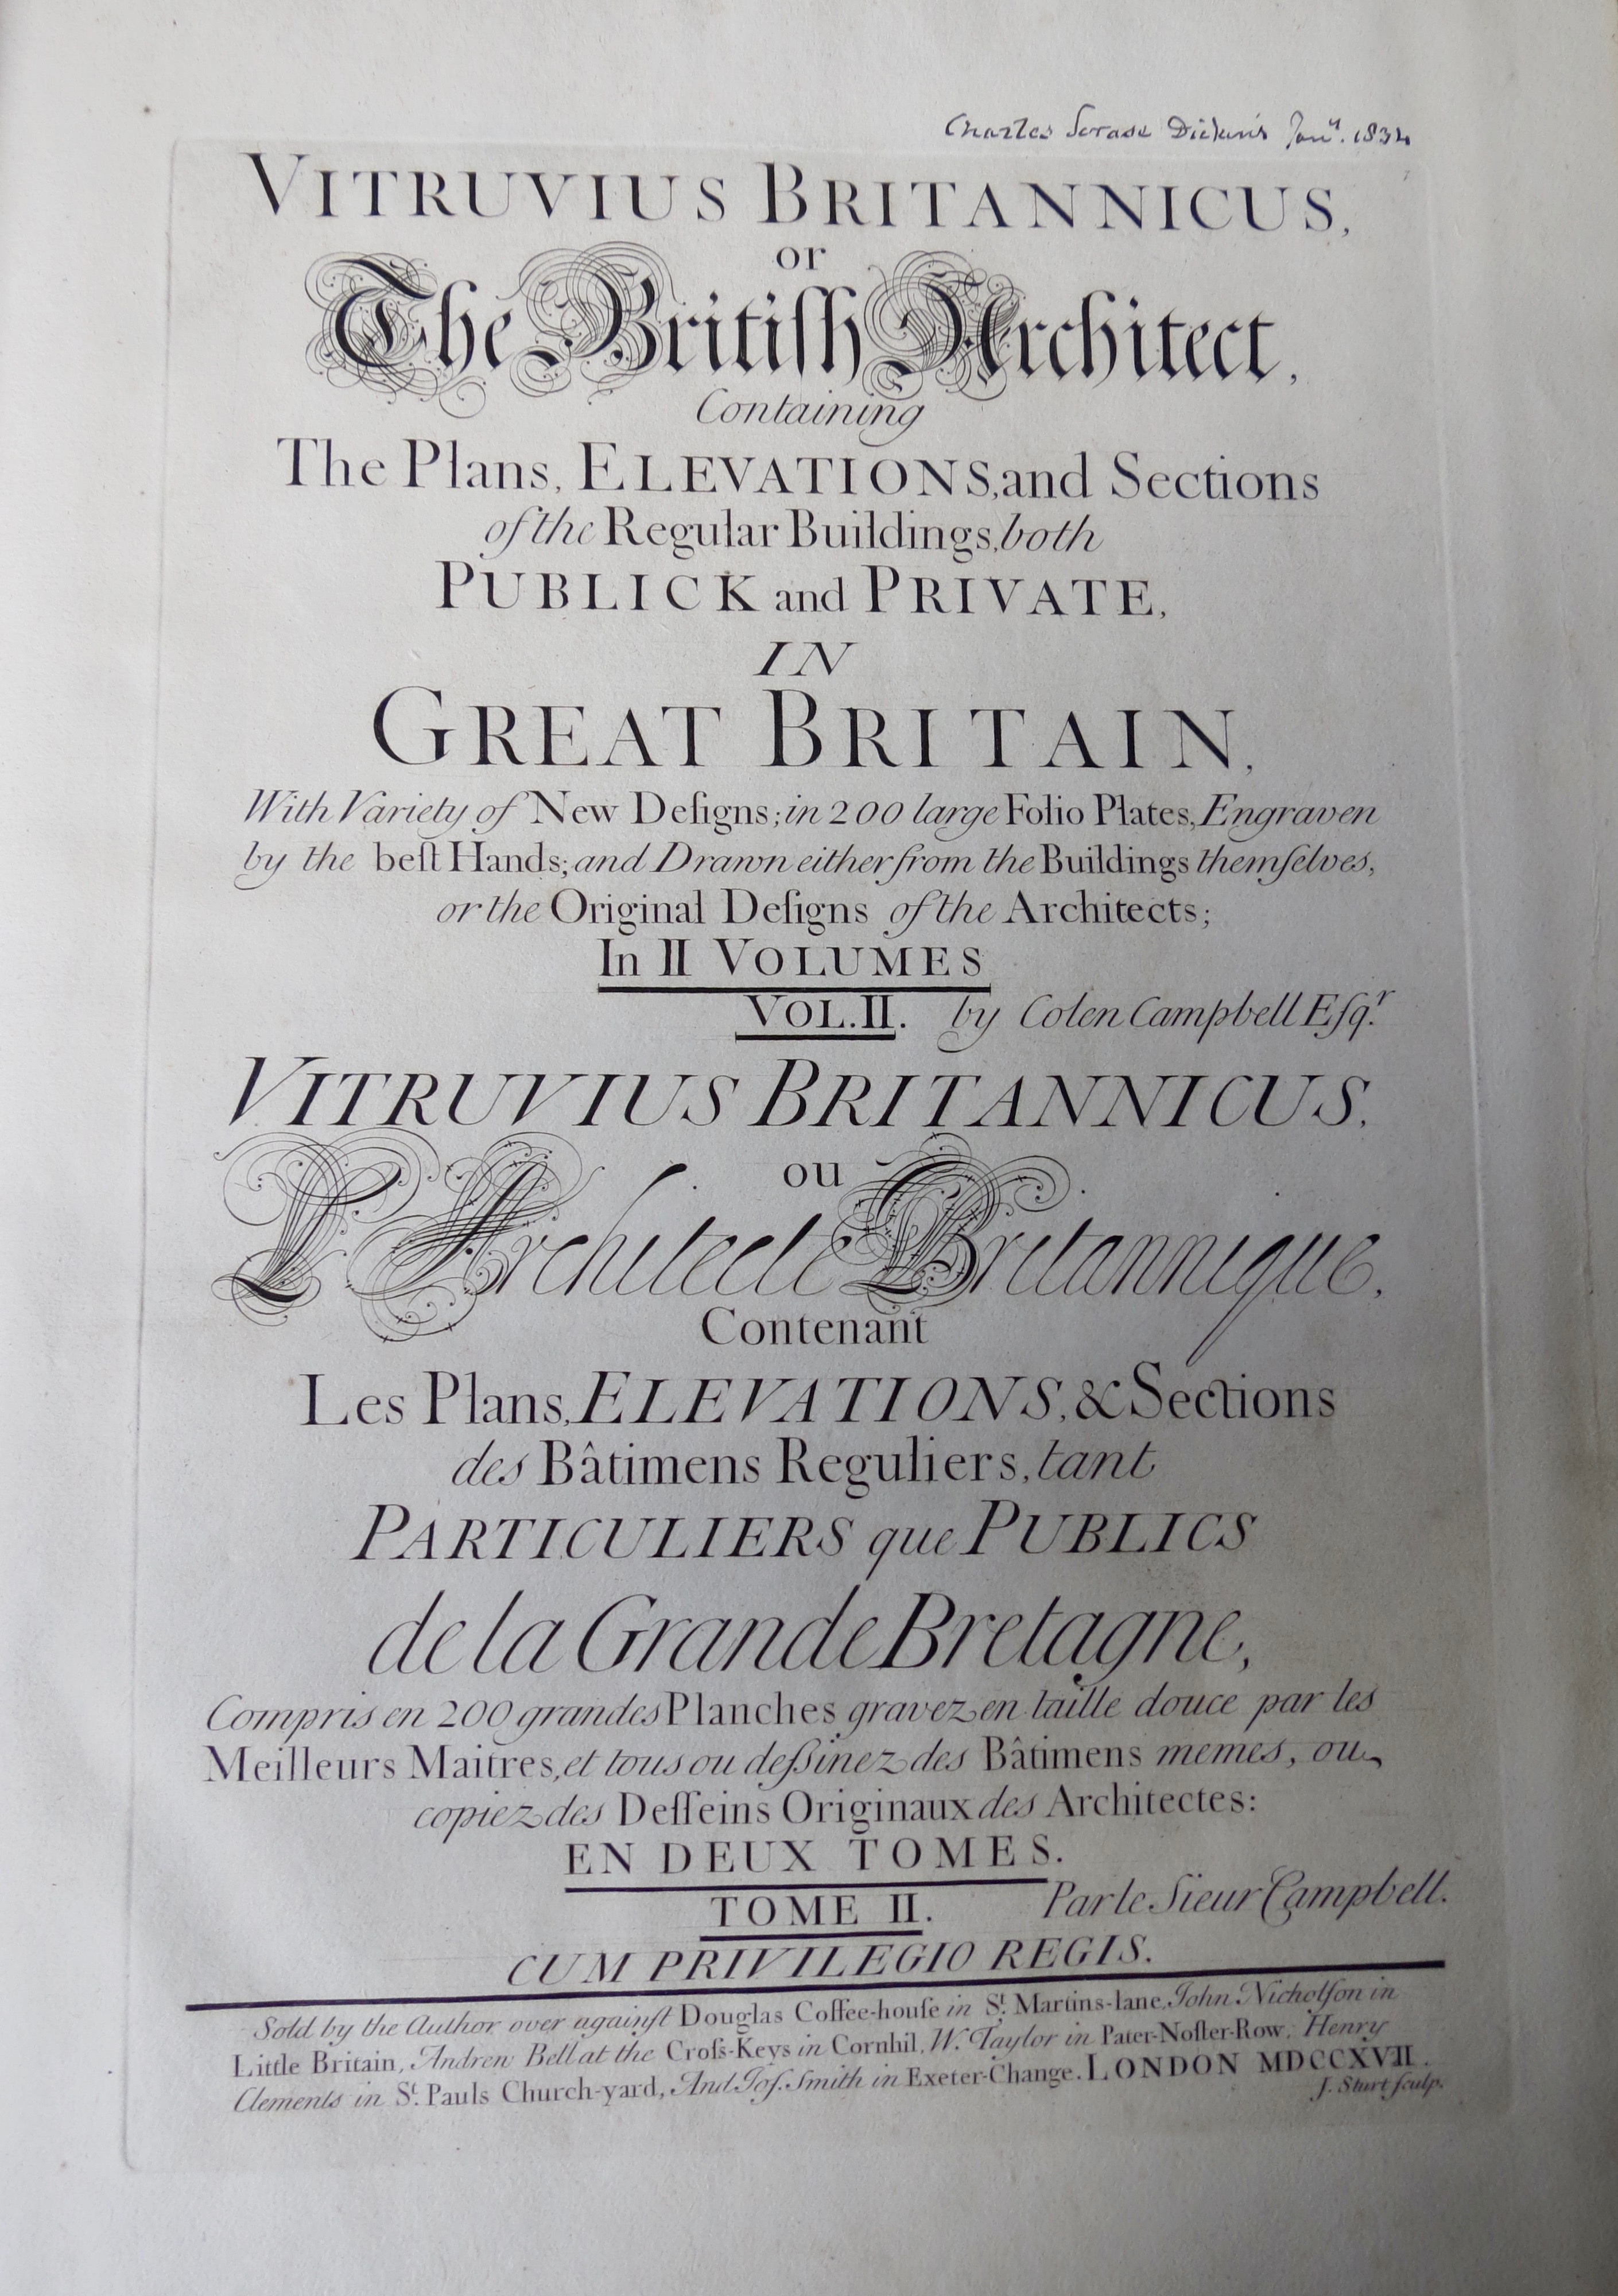 Charles Scrase Dickins Jany. 1834
VITRUVIUS BRITANNICUS,
or
The Britiſh Architect,
Containing
The Plans, ELEVATIONS, and Sections
of the Regular Buildings, both
PUBLICK and PRIVATE,
IN
GREAT BRITAIN,
With Variety of New Deſigns; in 200 large Folio Plates, Engraven
by the beſt Hands; and Drawn either from the Buildings themſelves,
or the Original Deſigns of the Architects;
In II VOLUMES
VOL. II. by Colen Campbell Eſqr.
VITRUVIUS BRITANNICUS,
ou
L'Architecte Britannique,
Contenant
Les Plans, ELEVATIONS, & Sections
des Bâtimens Reguliers, tant
PARTICULIERS que PUBLICS
de la Grande Bretagne,
Compris en 200 grandes Planches gravez en taille douce par les
Meilleurs Maitres, et tous ou deſsinez des Bâtimens memes, ou
copiez des Deſſeins Originaux des Architectes:
EN DEUX TOMES.
TOME II. Par le Sieur Campbell.
CUM PRIVILEGIO REGIS.
Sold by the Author over againſt Douglas Coffee-houſe in St. Martins-lane, John Nicholſon in
Little Britain, Andrew Bell at the Croſs-Keys in Cornhil, W. Taylor in Pater-Noſter-Row, Henry
Clements in St. Pauls Church-yard, And Joſ. Smith in Exeter-Change. LONDON MDCCXVII.
J. Sturt ſculp.